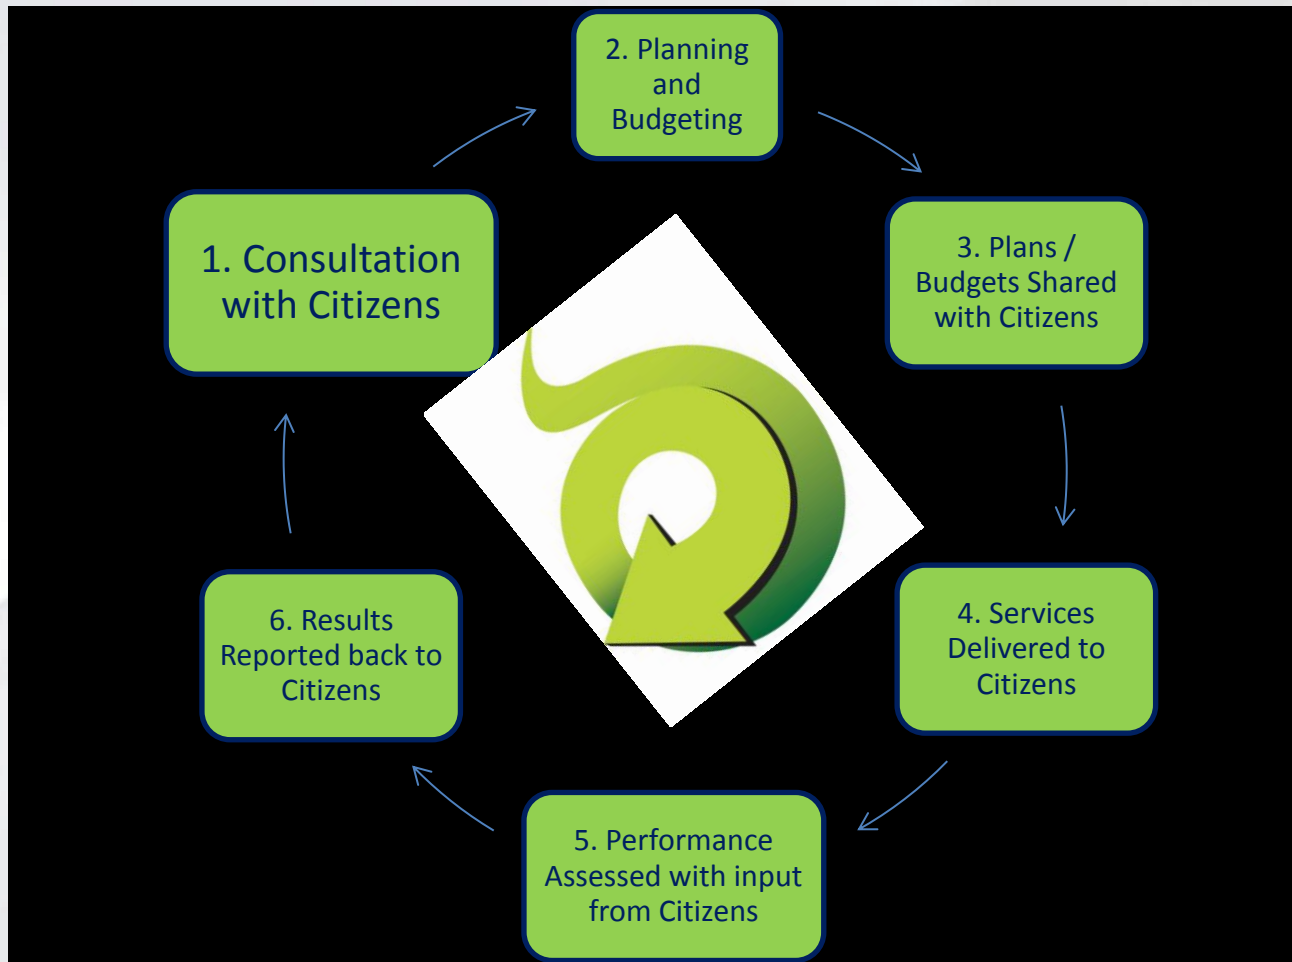 1. Consultation
with Citizens
2. Planning
and
Budgeting
3. Plans /
Budgets Shared
with Citizens
4. Services
Delivered to
Citizens
5. Performance
Assessed with input
from Citizens
6. Results
Reported back to
Citizens